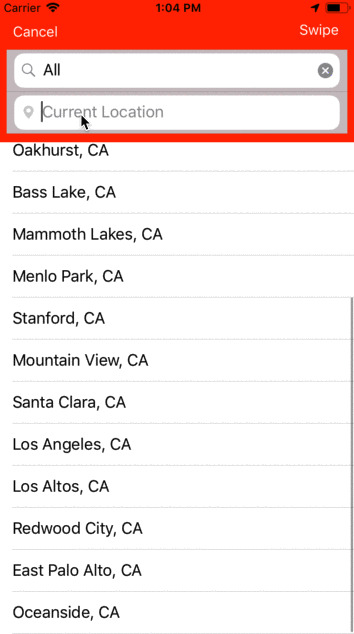 Carrier 1:04 PM
Cancel Swipe
All
Current Location
Oakhurst, CA
Bass Lake, CA
Mammoth Lakes, CA
Menlo Park, CA
Stanford, CA
Mountain View, CA
Santa Clara, CA
Los Angeles, CA
Los Altos, CA
Redwood City, CA
East Palo Alto, CA
Oceanside, CA